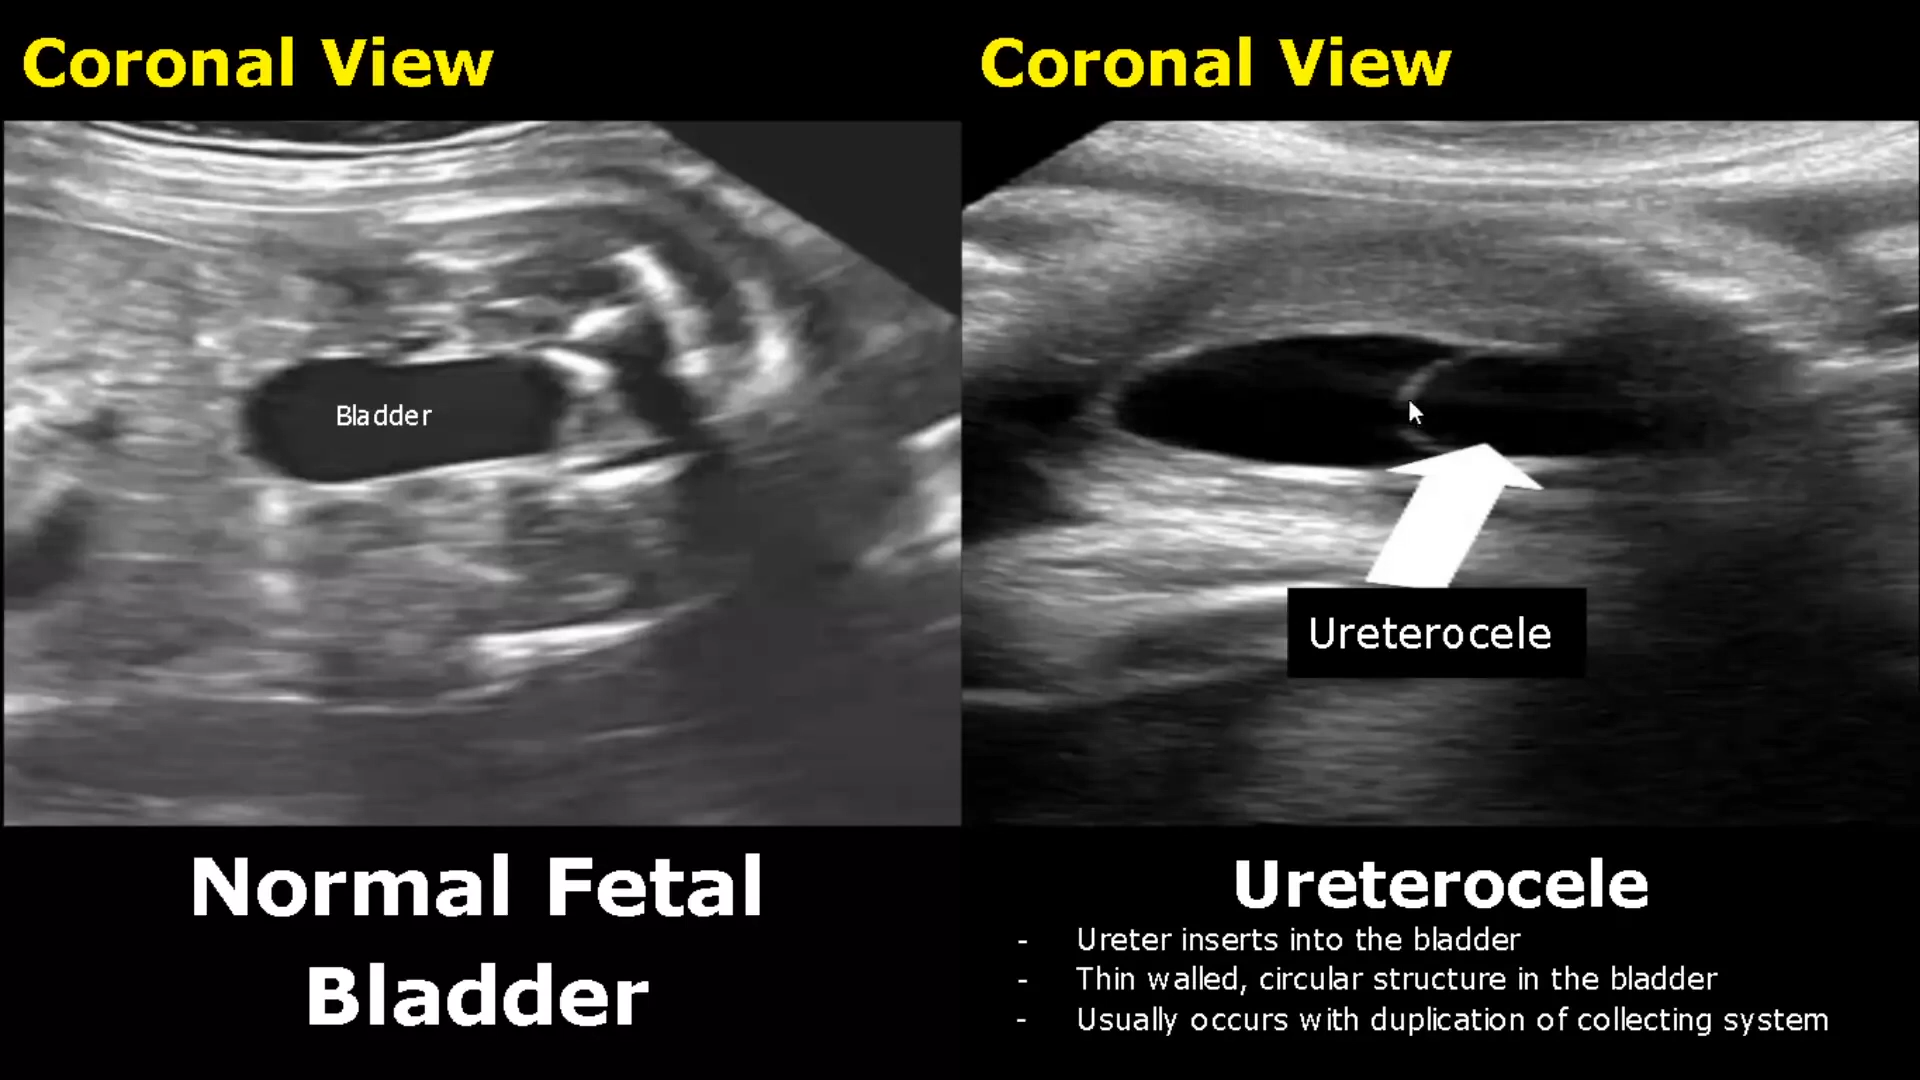 Coronal View
Bladder
Normal Fetal
Bladder
Coronal View
Ureterocele
Ureterocele
- Ureter inserts into the bladder
- Thin walled, circular structure in the bladder
- Usually occurs with duplication of collecting system